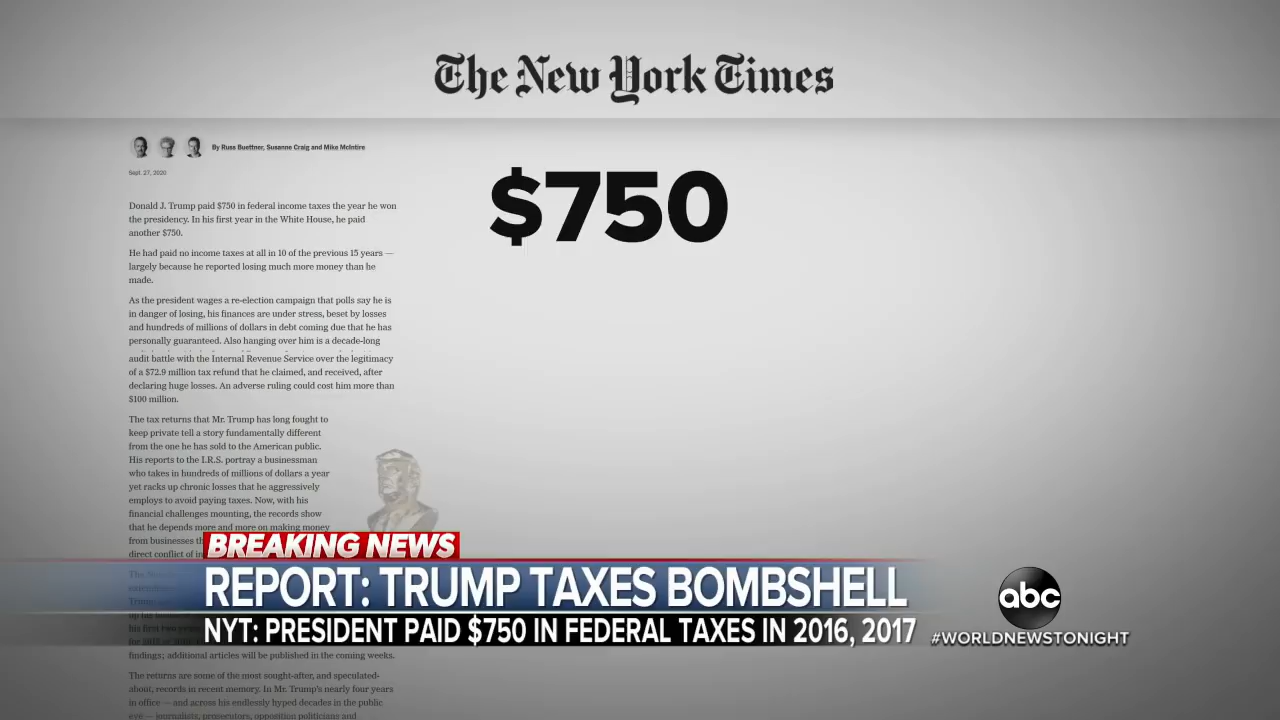 The New York Times
By Russ Buettner, Susanne Craig and Mike McIntire
Sept. 27, 2020
$750
Donald J. Trump paid $750 in federal income taxes the year he won
the presidency. In his first year in the White House, he paid
another $750.
He had paid no income taxes at all in 10 of the previous 15 years —
largely because he reported losing much more money than he
made.
As the president wages a re-election campaign that polls say he is
in danger of losing, his finances are under stress, beset by losses
and hundreds of millions of dollars in debt coming due that he has
personally guaranteed. Also hanging over him is a decade-long
audit battle with the Internal Revenue Service over the legitimacy
of a $72.9 million tax refund that he claimed, and received, after
declaring huge losses. An adverse ruling could cost him more than
$100 million.
The tax returns that Mr. Trump has long fought to
keep private tell a story fundamentally different
from the one he has sold to the American public.
His reports to the I.R.S. portray a businessman
who takes in hundreds of millions of dollars a year
yet racks up chronic losses that he aggressively
employs to avoid paying taxes. Now, with his
financial challenges mounting, the records show
that he depends more and more on making money
from businesses
direct conflict of
BREAKING NEWS
REPORT: TRUMP TAXES BOMBSHELL
NYT: PRESIDENT PAID $750 IN FEDERAL TAXES IN 2016, 2017
abc
#WORLDNEWSTONIGHT
findings; additional articles will be published in the coming weeks.
The returns are some of the most sought-after, and speculated-
about, records in recent memory. In Mr. Trump's nearly four years
in office — and across his endlessly hyped decades in the public
eye — journalists, prosecutors, opposition politicians and